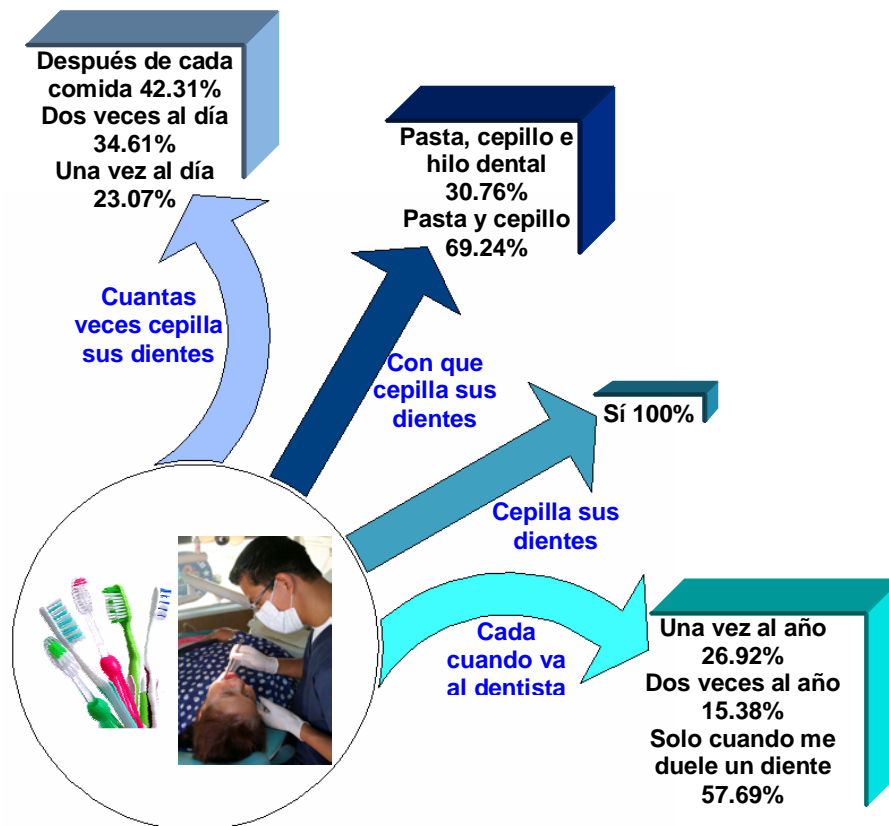 Después de cada
comida 42.31%
Dos veces al día
34.61%
Una vez al día
23.07%
Pasta, cepillo e
hilo dental
30.76%
Pasta y cepillo
69.24%
Cuantas
veces cepilla
sus dientes
Con que
cepilla sus
dientes
Sí 100%
Cepilla sus
dientes
Cada
cuando va
al dentista
Una vez al año
26.92%
Dos veces al año
15.38%
Solo cuando me
duele un diente
57.69%